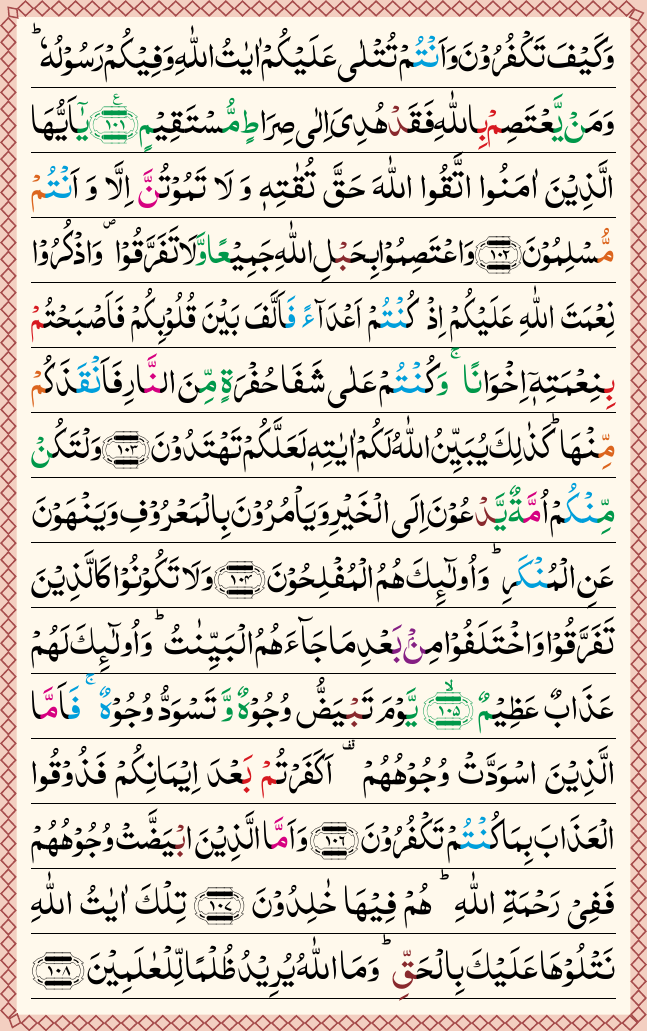 وَكَيْفَ تَكْفُرُوْنَ وَاَنْتُمْ تُتْلٰى عَلَيْكُمْ اٰيٰتُ اللّٰهِ وَفِيْكُمْ رَسُوْلُهٗ ؕ
وَمَنْ يَّعْتَصِمْ بِاللّٰهِ فَقَدْ هُدِىَ اِلٰى صِرَاطٍ مُّسْتَقِيْمٍ ﴿۱۰۱﴾ ع يٰۤاَيُّهَا
الَّذِيْنَ اٰمَنُوا اتَّقُوا اللّٰهَ حَقَّ تُقٰتِهٖ وَ لَا تَمُوْتُنَّ اِلَّا وَ اَنْتُمْ
مُّسْلِمُوْنَ ﴿۱۰۲﴾ وَاعْتَصِمُوْا بِحَبْلِ اللّٰهِ جَمِيْعًا وَّلَا تَفَرَّقُوْا ۪ وَاذْكُرُوْا
نِعْمَتَ اللّٰهِ عَلَيْكُمْ اِذْ كُنْتُمْ اَعْدَآءً فَاَلَّفَ بَيْنَ قُلُوْبِكُمْ فَاَصْبَحْتُمْ
بِنِعْمَتِهٖۤ اِخْوَانًا ۚ وَكُنْتُمْ عَلٰى شَفَا حُفْرَةٍ مِّنَ النَّارِ فَاَنْقَذَكُمْ
مِّنْهَا ؕ كَذٰلِكَ يُبَيِّنُ اللّٰهُ لَكُمْ اٰيٰتِهٖ لَعَلَّكُمْ تَهْتَدُوْنَ ﴿۱۰۳﴾ وَلْتَكُنْ
مِّنْكُمْ اُمَّةٌ يَّدْعُوْنَ اِلَى الْخَيْرِ وَيَاْمُرُوْنَ بِالْمَعْرُوْفِ وَيَنْهَوْنَ
عَنِ الْمُنْكَرِ ؕ وَاُولٰٓئِكَ هُمُ الْمُفْلِحُوْنَ ﴿۱۰۴﴾ وَلَا تَكُوْنُوْا كَالَّذِيْنَ
تَفَرَّقُوْا وَاخْتَلَفُوْا مِنْۢ بَعْدِ مَا جَآءَهُمُ الْبَيِّنٰتُ ؕ وَاُولٰٓئِكَ لَهُمْ
عَذَابٌ عَظِيْمٌ ﴿۱۰۵﴾ ۙ يَّوْمَ تَبْيَضُّ وُجُوْهٌ وَّ تَسْوَدُّ وُجُوْهٌ ۚ فَاَمَّا
الَّذِيْنَ اسْوَدَّتْ وُجُوْهُهُمْ ۟ اَكَفَرْتُمْ بَعْدَ اِيْمَانِكُمْ فَذُوْقُوا
الْعَذَابَ بِمَا كُنْتُمْ تَكْفُرُوْنَ ﴿۱۰۶﴾ وَاَمَّا الَّذِيْنَ ابْيَضَّتْ وُجُوْهُهُمْ
فَفِىْ رَحْمَةِ اللّٰهِ ؕ هُمْ فِيْهَا خٰلِدُوْنَ ﴿۱۰۷﴾ تِلْكَ اٰيٰتُ اللّٰهِ
نَتْلُوْهَا عَلَيْكَ بِالْحَقِّ ؕ وَمَا اللّٰهُ يُرِيْدُ ظُلْمًا لِّلْعٰلَمِيْنَ ﴿۱۰۸﴾